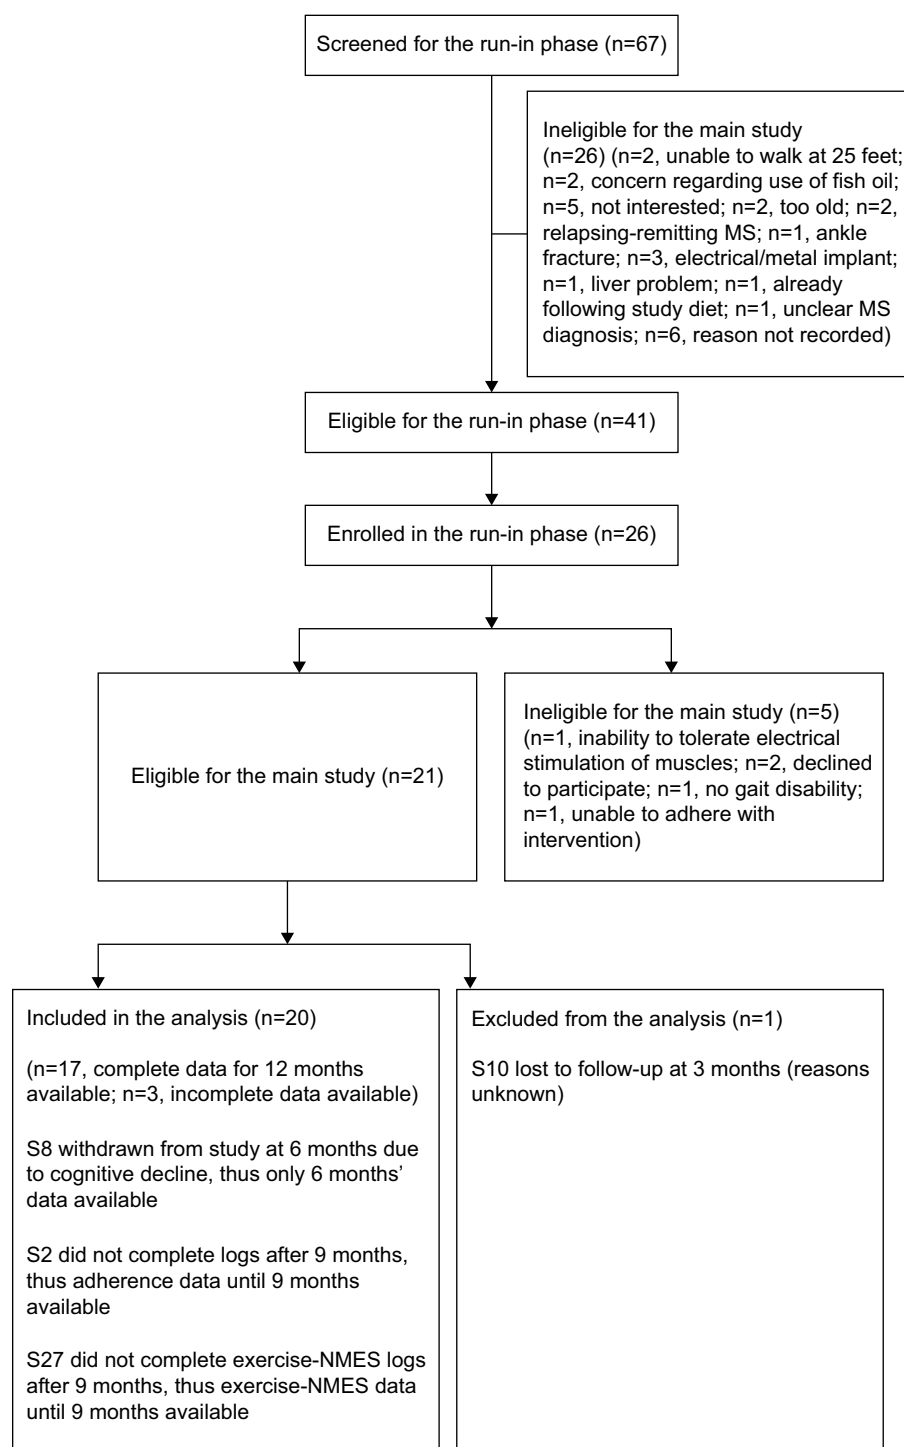 Screened for the run-in phase (n=67)
Ineligible for the main study
(n=26) (n=2, unable to walk at 25 feet;
n=2, concern regarding use of fish oil;
n=5, not interested; n=2, too old; n=2,
relapsing-remitting MS; n=1, ankle
fracture; n=3, electrical/metal implant;
n=1, liver problem; n=1, already
following study diet; n=1, unclear MS
diagnosis; n=6, reason not recorded)
Eligible for the run-in phase (n=41)
Enrolled in the run-in phase (n=26)
Eligible for the main study (n=21)
Ineligible for the main study (n=5)
(n=1, inability to tolerate electrical
stimulation of muscles; n=2, declined
to participate; n=1, no gait disability;
n=1, unable to adhere with
intervention)
Included in the analysis (n=20)
(n=17, complete data for 12 months
available; n=3, incomplete data available)
S8 withdrawn from study at 6 months due
to cognitive decline, thus only 6 months’
data available
S2 did not complete logs after 9 months,
thus adherence data until 9 months
available
S27 did not complete exercise-NMES logs
after 9 months, thus exercise-NMES data
until 9 months available
Excluded from the analysis (n=1)
S10 lost to follow-up at 3 months (reasons
unknown)